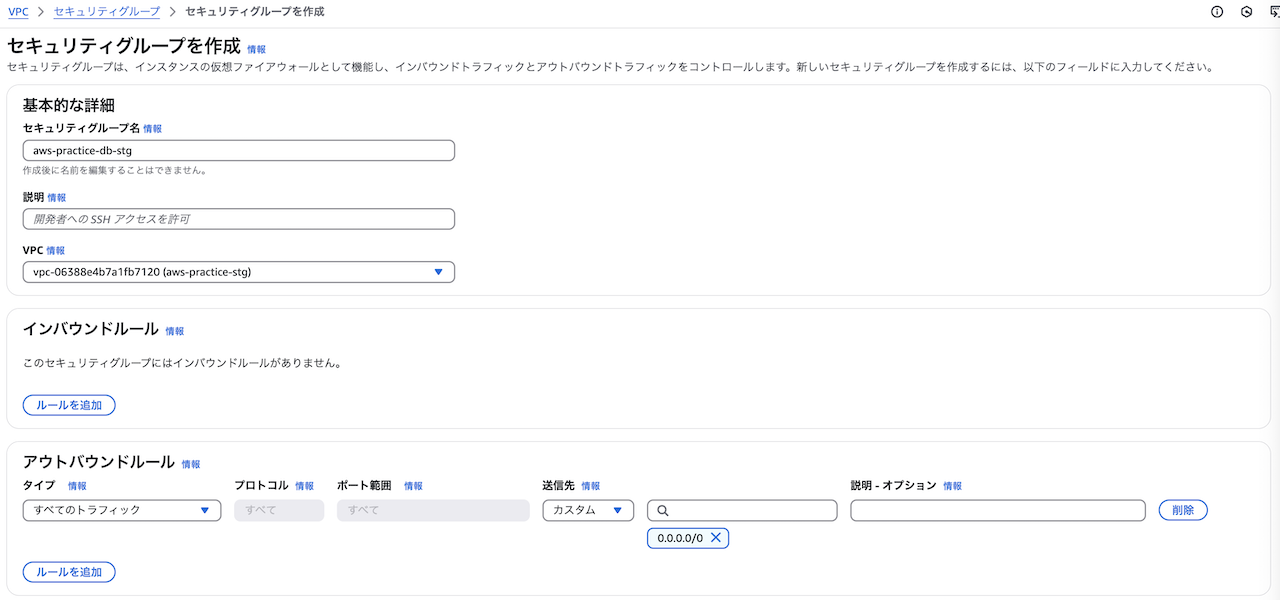 VPC > セキュリティグループ > セキュリティグループを作成
セキュリティグループを作成 情報
セキュリティグループは、インスタンスの仮想ファイアウォールとして機能し、インバウンドトラフィックとアウトバウンドトラフィックをコントロールします。新しいセキュリティグループを作成するには、以下のフィールドに入力してください。
基本的な詳細
セキュリティグループ名 情報
aws-practice-db-stg
作成後に名前を編集することはできません。
説明 情報
開発者への SSH アクセスを許可
VPC 情報
vpc-06388e4b7a1fb7120 (aws-practice-stg)
インバウンドルール 情報
このセキュリティグループにはインバウンドルールがありません。
ルールを追加
アウトバウンドルール 情報
タイプ 情報 プロトコル 情報 ポート範囲 情報 送信先 情報 説明 - オプション 情報
すべてのトラフィック すべて すべて カスタム 削除
0.0.0.0/0
ルールを追加